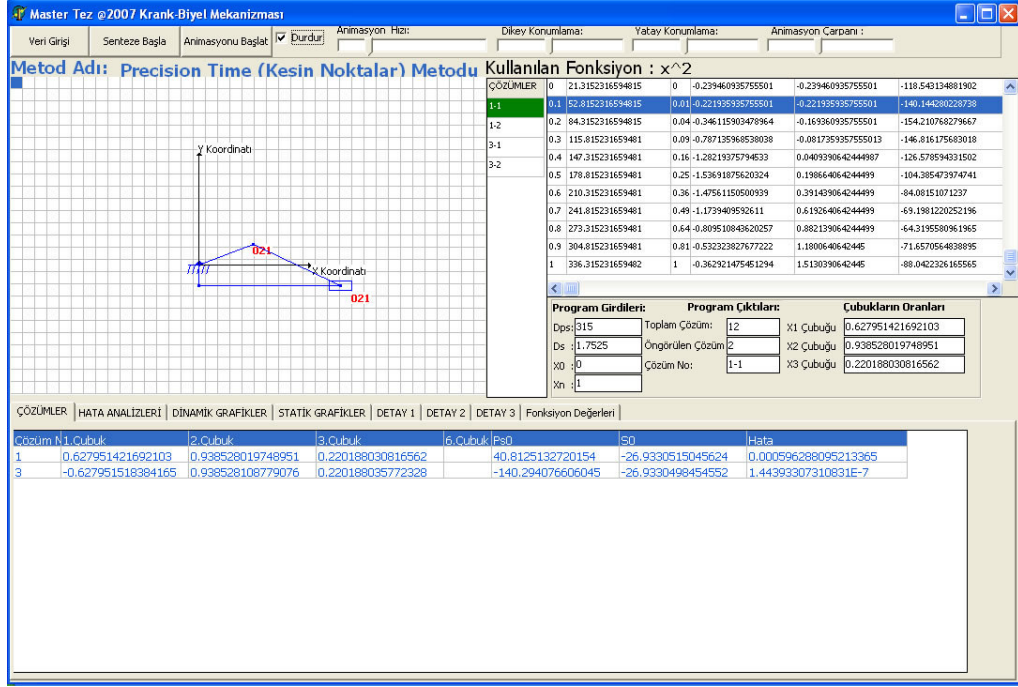 Master Tez @2007 Krank-Biyel Mekanizması
Veri Girişi Senteze Başla Animasyonu Başlat Durdur Animasyon Hızı: Dikey Konumlama: Yatay Konumlama: Animasyon Çarpanı :
Metod Adı: Precision Time (Kesin Noktalar) Metodu Kullanılan Fonksiyon : x^2
Y Koordinatı
021
X Koordinatı
021
ÇÖZÜMLER
1-1
1-2
3-1
3-2
0 21.3152316594815 0 -0.239460935755501 -0.239460935755501 -118.543134881902
0.1 52.8152316594815 0.01 -0.221935935755501 -0.221935935755501 -140.144280228738
0.2 84.3152316594815 0.04 -0.346115903478964 -0.169360935755501 -154.210768279667
0.3 115.815231659481 0.09 -0.787135968538038 -0.0817359357555013 -146.816175683018
0.4 147.315231659481 0.16 -1.28219375794533 0.0409390642444987 -126.578594331502
0.5 178.815231659481 0.25 -1.53691875620324 0.198664064244499 -104.385473974741
0.6 210.315231659481 0.36 -1.47561150500939 0.391439064244499 -84.08151071237
0.7 241.815231659481 0.49 -1.1739409592611 0.619264064244499 -69.1981220252196
0.8 273.315231659481 0.64 -0.809510843620257 0.882139064244499 -64.3195580961965
0.9 304.815231659481 0.81 -0.532323827677222 1.1800640642445 -71.6570564838895
1 336.315231659482 1 -0.362921475451294 1.5130390642445 -88.0422326165565
Program Girdileri: Program Çıktıları: Çubukların Oranları
Dps: 315 Toplam Çözüm: 12 X1 Çubuğu 0.627951421692103
Ds : 1.7525 Öngörülen Çözüm 2 X2 Çubuğu 0.938528019748951
X0 : 0 Çözüm No: 1-1 X3 Çubuğu 0.220188030816562
Xn : 1
ÇÖZÜMLER HATA ANALİZLERİ DİNAMİK GRAFİKLER STATİK GRAFİKLER DETAY 1 DETAY 2 DETAY 3 Fonksiyon Değerleri
Çözüm N 1.Çubuk 2.Çubuk 3.Çubuk 6.Çubuk Ps0 S0 Hata
1 0.627951421692103 0.938528019748951 0.220188030816562 40.8125132720154 -26.9330515045624 0.000596288095213365
3 -0.627951518384165 0.938528108779076 0.220188035772328 -140.294076606045 -26.9330498454552 1.44393307310831E-7